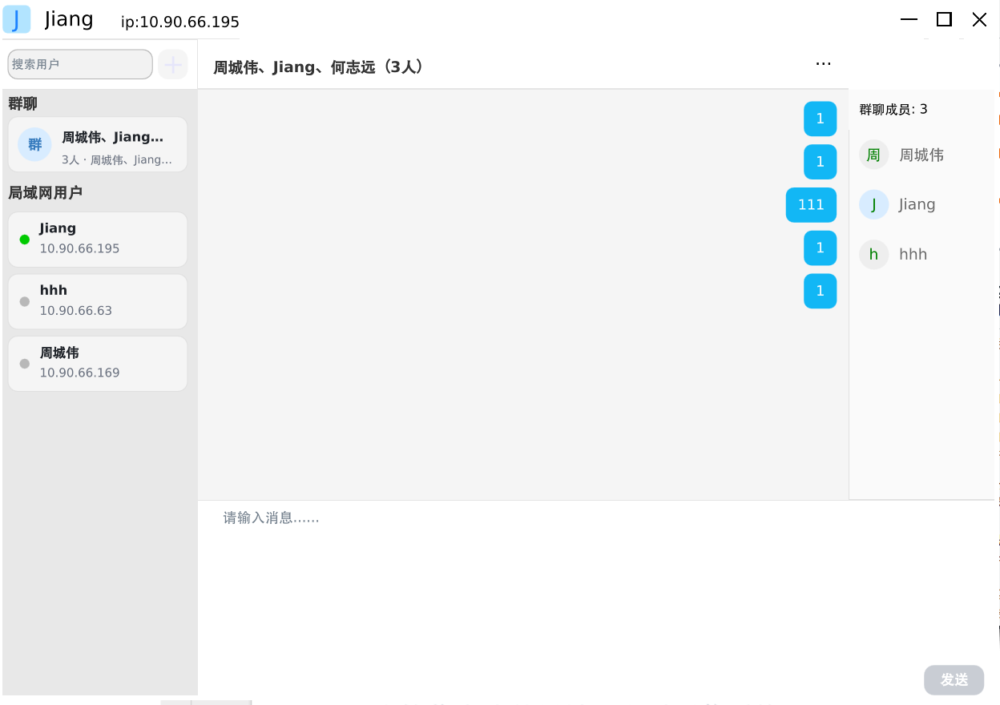 J Jiang ip:10.90.66.195
搜索用户
周城伟、Jiang、何志远（3人）
...
群聊
群
周城伟、Jiang...
3人 · 周城伟、Jiang...
局域网用户
Jiang
10.90.66.195
hhh
10.90.66.63
周城伟
10.90.66.169
1
1
111
1
1
群聊成员: 3
周 周城伟
J Jiang
h hhh
请输入消息......
发送